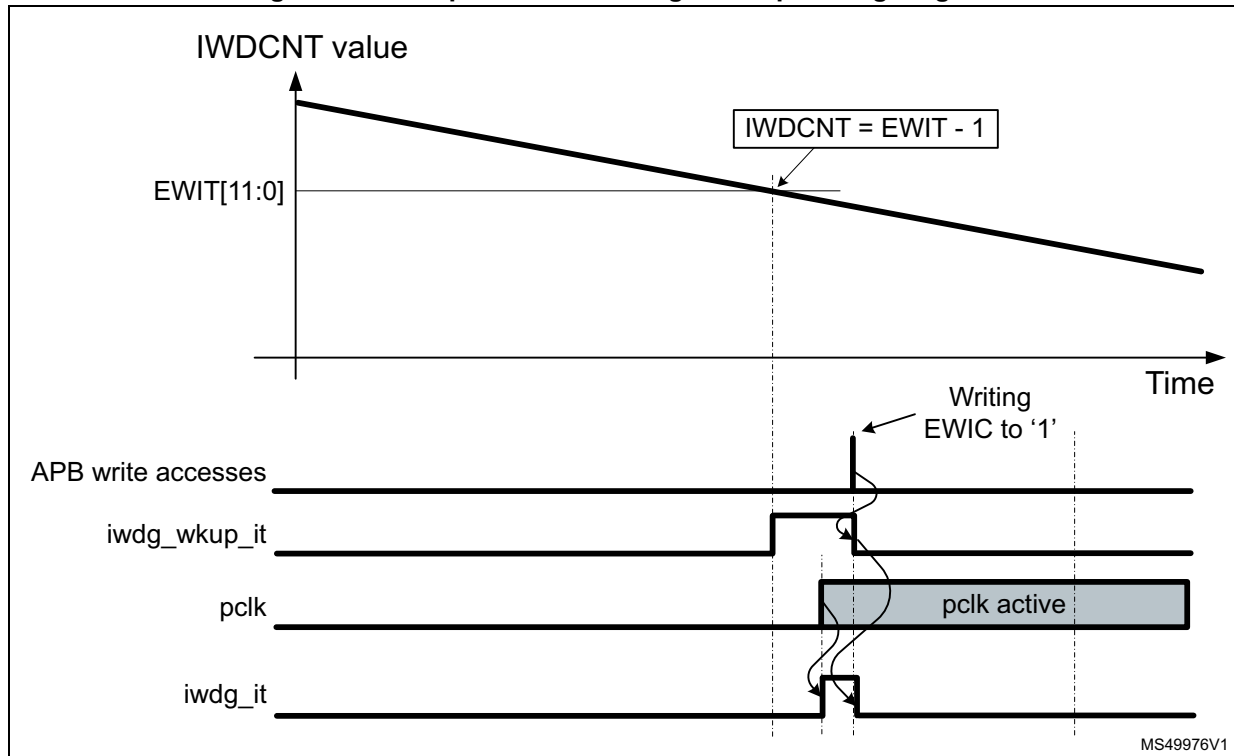 IWDCNT value
IWDCNT = EWIT - 1
EWIT[11:0]
Time
Writing
EWIC to ‘1’
APB write accesses
iwdg_wkup_it
pclk
pclk active
iwdg_it
MS49976V1